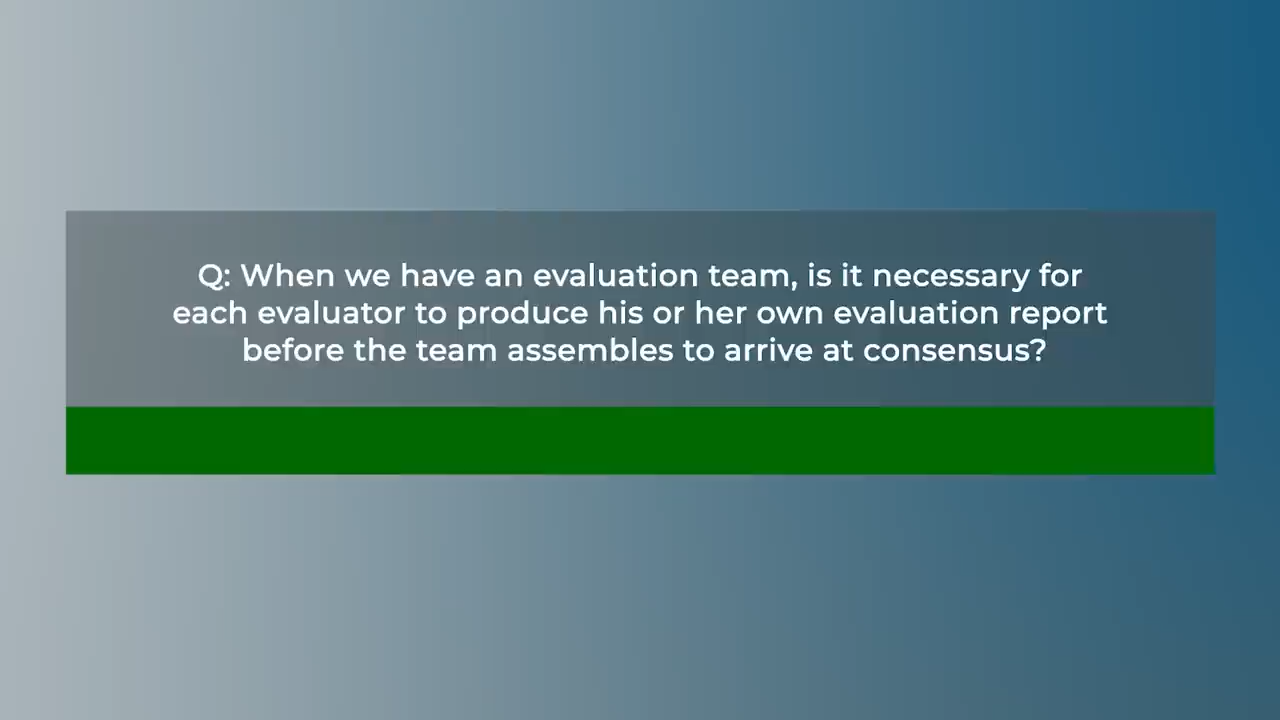 Q: When we have an evaluation team, is it necessary for
each evaluator to produce his or her own evaluation report
before the team assembles to arrive at consensus?